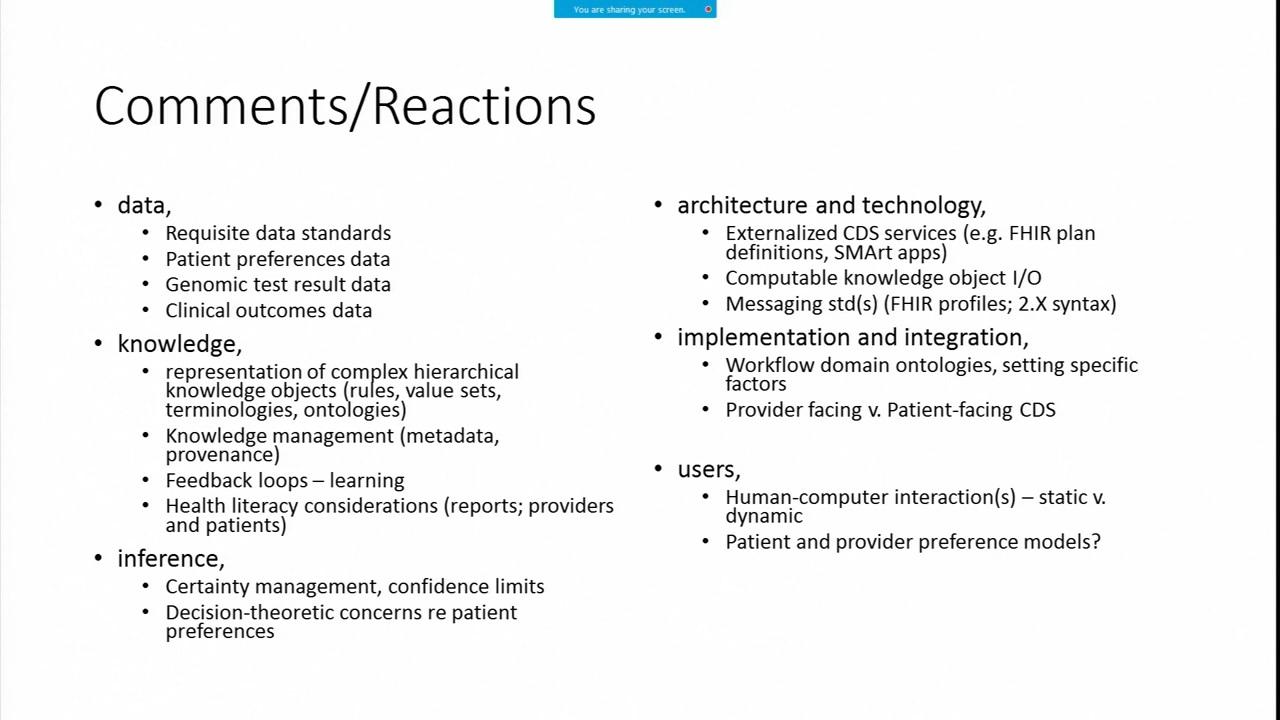 You are sharing your screen.
Comments/Reactions
• data,
• Requisite data standards
• Patient preferences data
• Genomic test result data
• Clinical outcomes data
• knowledge,
• representation of complex hierarchical
knowledge objects (rules, value sets,
terminologies, ontologies)
• Knowledge management (metadata,
provenance)
• Feedback loops – learning
• Health literacy considerations (reports; providers
and patients)
• inference,
• Certainty management, confidence limits
• Decision-theoretic concerns re patient
preferences
• architecture and technology,
• Externalized CDS services (e.g. FHIR plan
definitions, SMArt apps)
• Computable knowledge object I/O
• Messaging std(s) (FHIR profiles; 2.X syntax)
• implementation and integration,
• Workflow domain ontologies, setting specific
factors
• Provider facing v. Patient-facing CDS
• users,
• Human-computer interaction(s) – static v.
dynamic
• Patient and provider preference models?